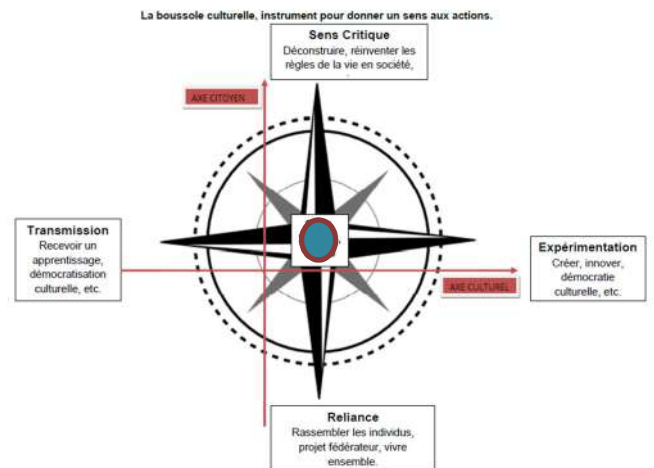 La boussole culturelle, instrument pour donner un sens aux actions.
Sens Critique
Déconstruire, réinventer les
règles de la vie en société,
AXE CITOYEN
Transmission
Recevoir un
apprentissage,
démocratisation
culturelle, etc.
Expérimentation
Créer, innover,
démocratie
culturelle, etc.
AXE CULTUREL
Reliance
Rassembler les individus,
projet fédérateur, vivre
ensemble.